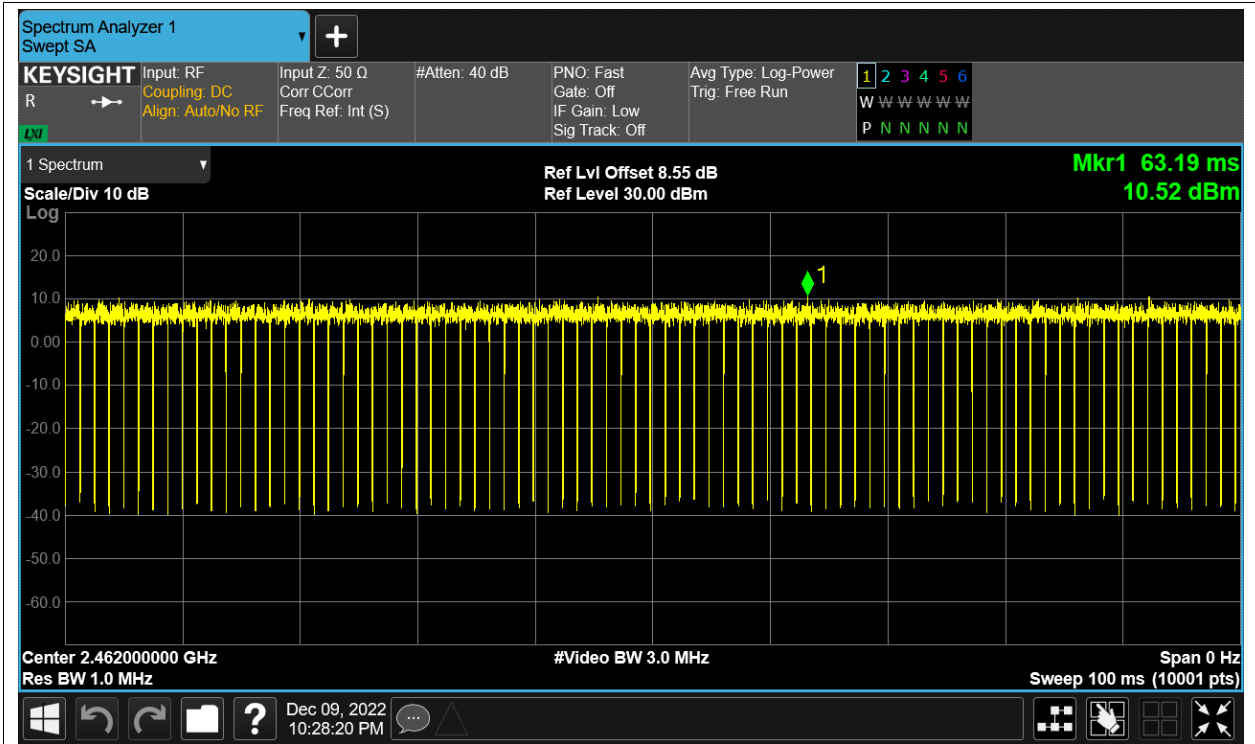 Spectrum Analyzer 1
Swept SA
+
KEYSIGHT
R
LXI
Input: RF
Coupling: DC
Align: Auto/No RF
Input Z: 50 Ω
Corr CCorr
Freq Ref: Int (S)
#Atten: 40 dB
PNO: Fast
Gate: Off
IF Gain: Low
Sig Track: Off
Avg Type: Log-Power
Trig: Free Run
1 2 3 4 5 6
W W W W W W
P N N N N N
1 Spectrum
Scale/Div 10 dB
Ref Lvl Offset 8.55 dB
Ref Level 30.00 dBm
Mkr1 63.19 ms
10.52 dBm
Log
20.0
10.0
0.00
-10.0
-20.0
-30.0
-40.0
-50.0
-60.0
1
Center 2.462000000 GHz
#Video BW 3.0 MHz
Span 0 Hz
Res BW 1.0 MHz
Sweep 100 ms (10001 pts)
?
Dec 09, 2022
10:28:20 PM